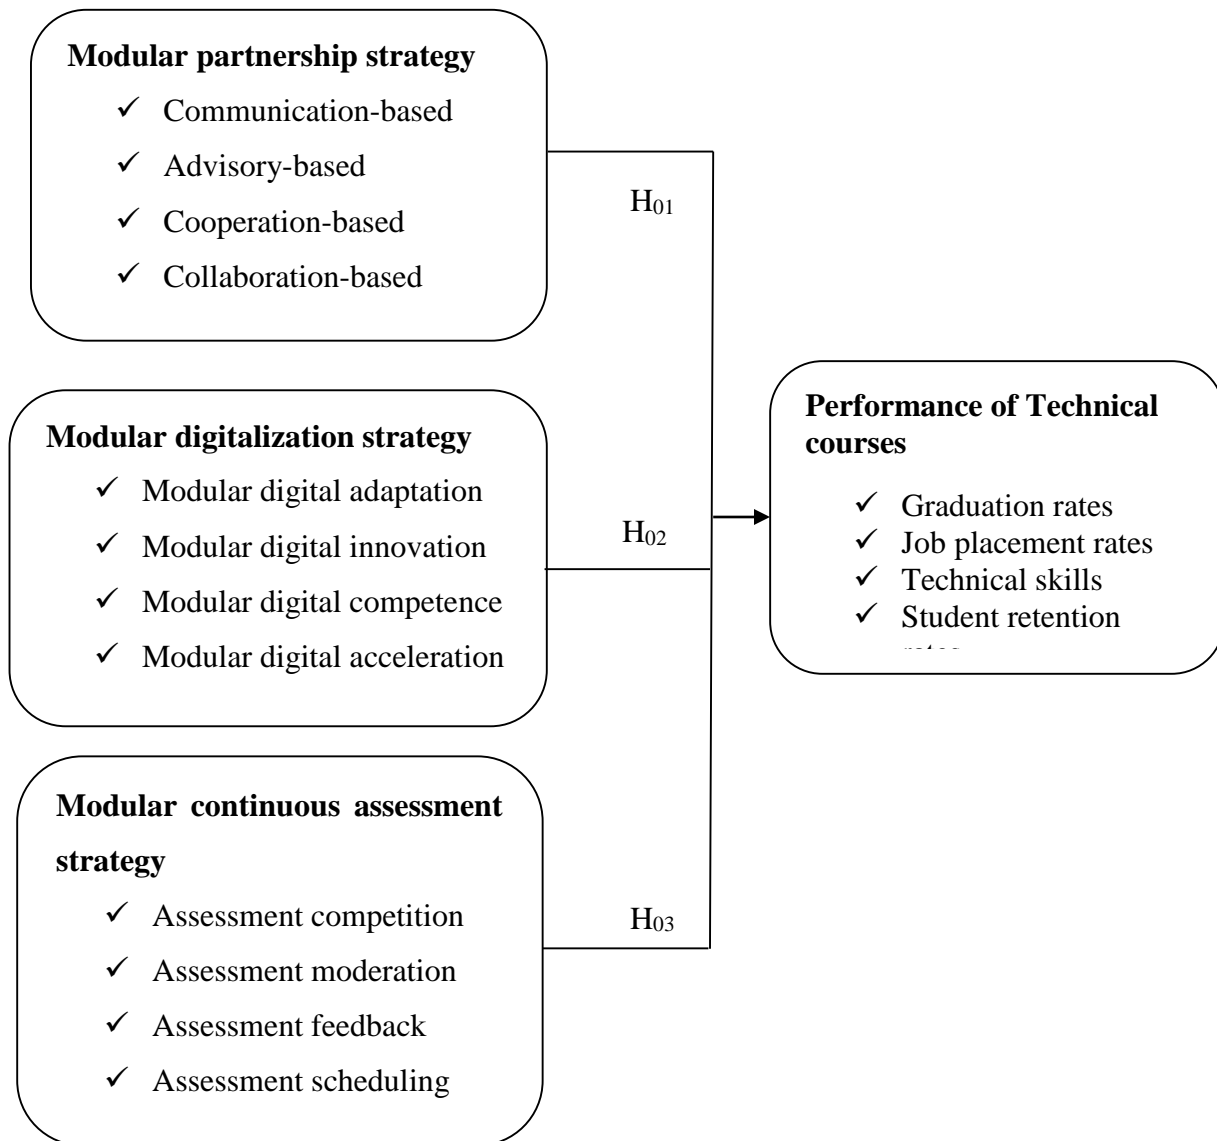 Modular partnership strategy
✓ Communication-based
✓ Advisory-based
✓ Cooperation-based
✓ Collaboration-based
H01
Modular digitalization strategy
✓ Modular digital adaptation
✓ Modular digital innovation
✓ Modular digital competence
✓ Modular digital acceleration
H02
Modular continuous assessment
strategy
✓ Assessment competition
✓ Assessment moderation
✓ Assessment feedback
✓ Assessment scheduling
H03
Performance of Technical
courses
✓ Graduation rates
✓ Job placement rates
✓ Technical skills
✓ Student retention